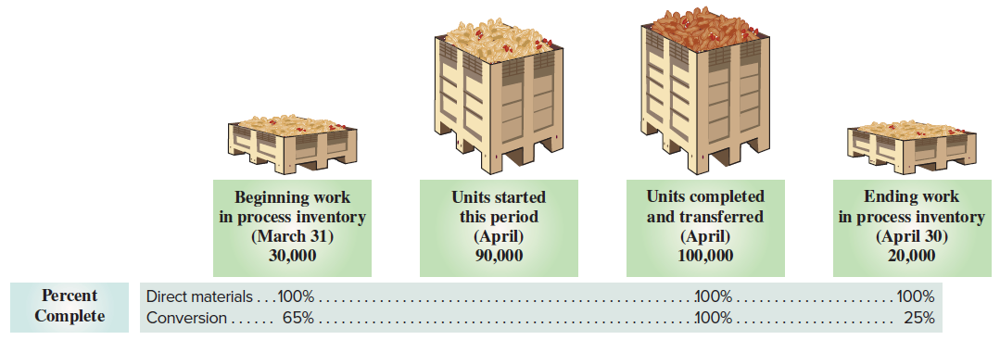 Beginning work
in process inventory
(March 31)
30,000
Units started
this period
(April)
90,000
Units completed
and transferred
(April)
100,000
Ending work
in process inventory
(April 30)
20,000
Percent
Complete
Direct materials . . . 100% . . . . . . . . . . . . . . . . . . . . . . . . . . . . . . . . . . . . . . . . . . . . . . . . . . . . . . . . . . . . 100% . . . . . . . . . . . . . . . . . . . . . . . . . 100%
Conversion . . . . . . 65% . . . . . . . . . . . . . . . . . . . . . . . . . . . . . . . . . . . . . . . . . . . . . . . . . . . . . . . . . . . . 100% . . . . . . . . . . . . . . . . . . . . . . . . . 25%